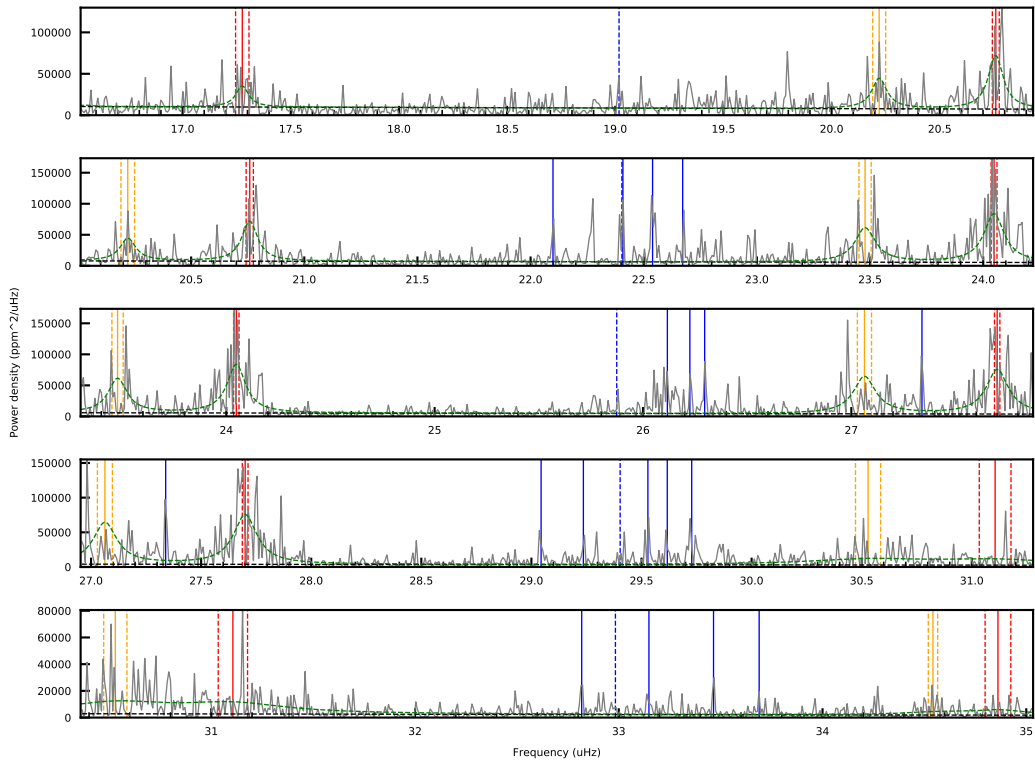 100000
50000
0
17.0 17.5 18.0 18.5 19.0 19.5 20.0 20.5
150000
100000
50000
0
20.5 21.0 21.5 22.0 22.5 23.0 23.5 24.0
Power density (ppm^2/uHz)
150000
100000
50000
0
24 25 26 27
150000
100000
50000
0
27.0 27.5 28.0 28.5 29.0 29.5 30.0 30.5 31.0
80000
60000
40000
20000
0
31 32 33 34 35
Frequency (uHz)